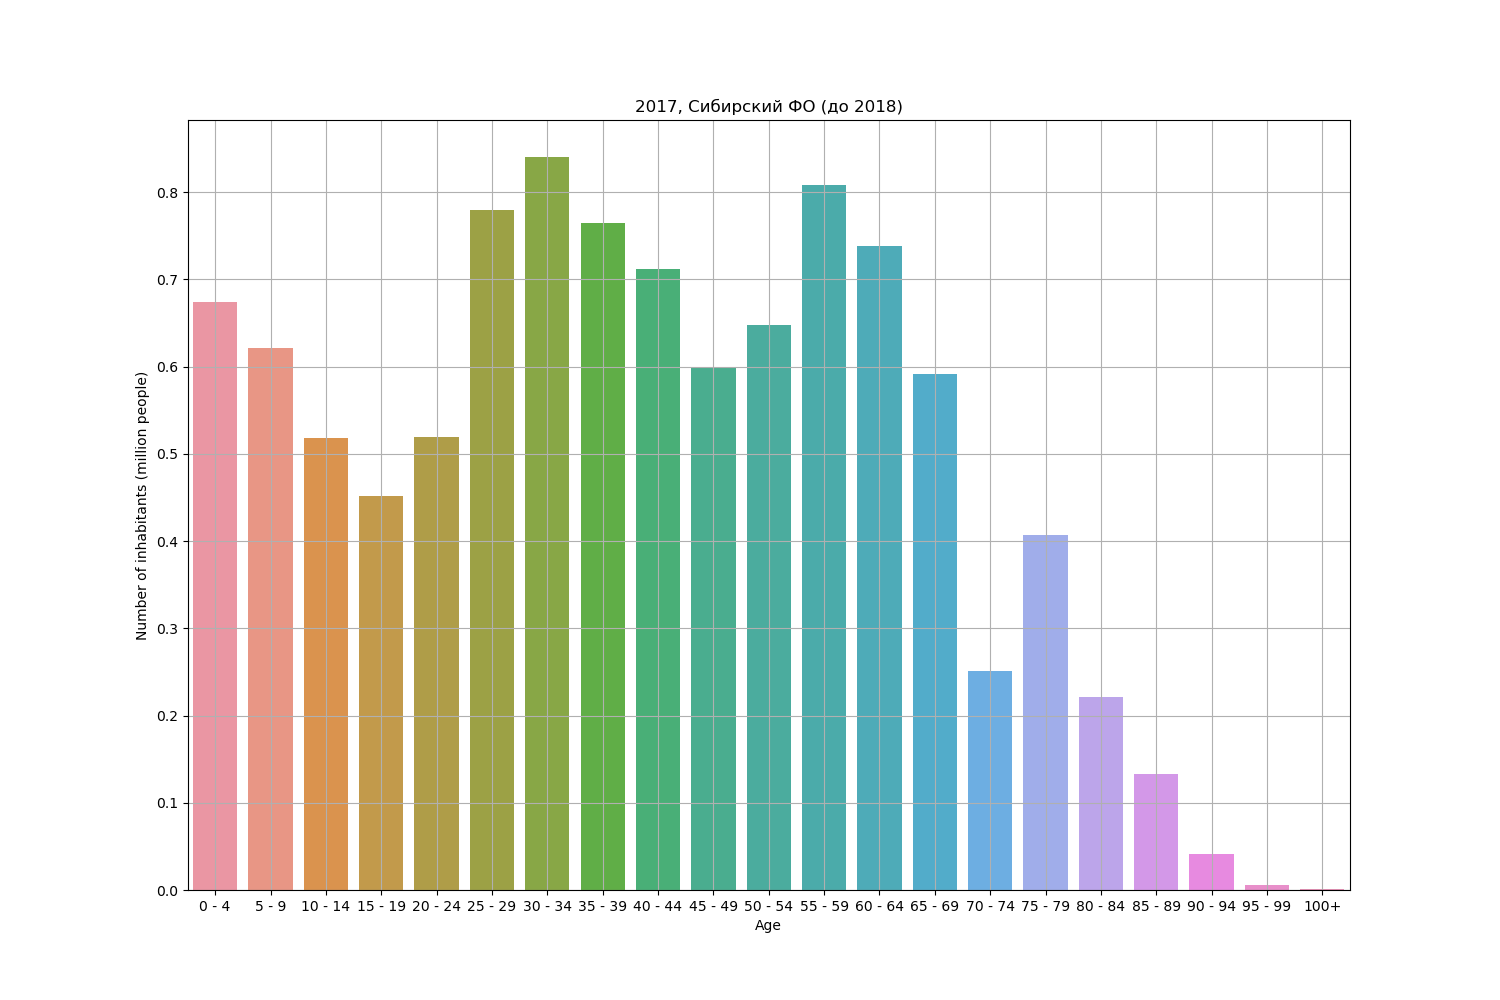 2017, Сибирский ФО (до 2018)
Number of inhabitants (million people)
0.8
0.7
0.6
0.5
0.4
0.3
0.2
0.1
0.0
0 - 4 5 - 9 10 - 14 15 - 19 20 - 24 25 - 29 30 - 34 35 - 39 40 - 44 45 - 49 50 - 54 55 - 59 60 - 64 65 - 69 70 - 74 75 - 79 80 - 84 85 - 89 90 - 94 95 - 99 100+
Age